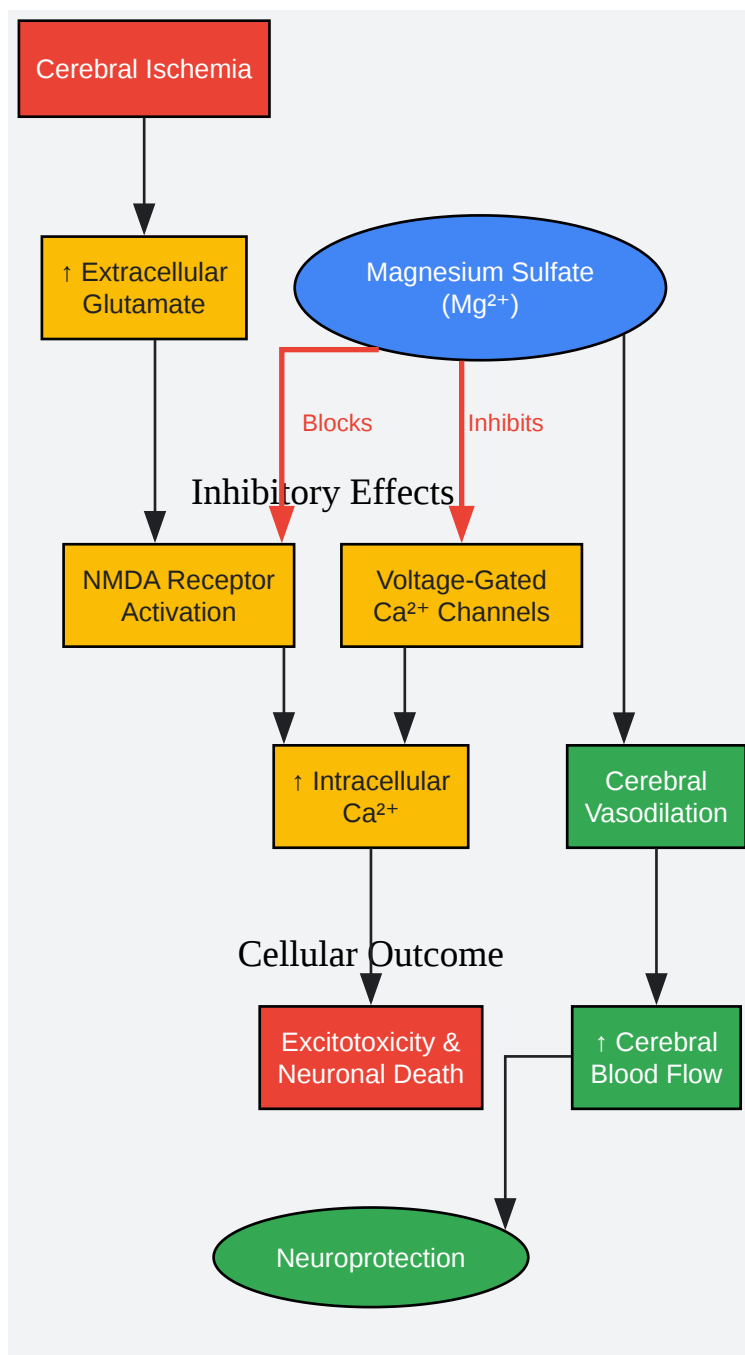 Cerebral Ischemia
↑ Extracellular
Glutamate
Magnesium Sulfate
(Mg²⁺)
Blocks
Inhibits
Inhibitory Effects
NMDA Receptor
Activation
Voltage-Gated
Ca²⁺ Channels
↑ Intracellular
Ca²⁺
Cerebral
Vasodilation
Cellular Outcome
Excitotoxicity &
Neuronal Death
↑ Cerebral
Blood Flow
Neuroprotection